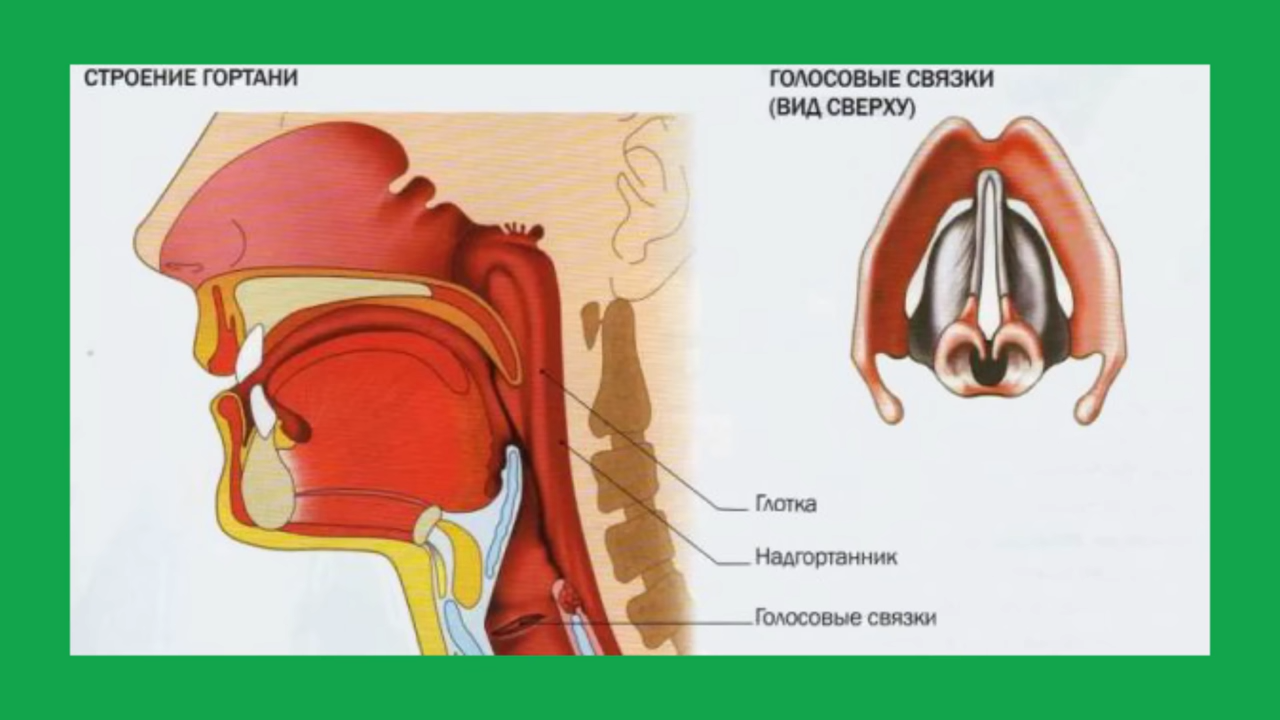 СТРОЕНИЕ ГОРТАНИ
ГОЛОСОВЫЕ СВЯЗКИ
(ВИД СВЕРХУ)
Глотка
Надгортанник
Голосовые связки